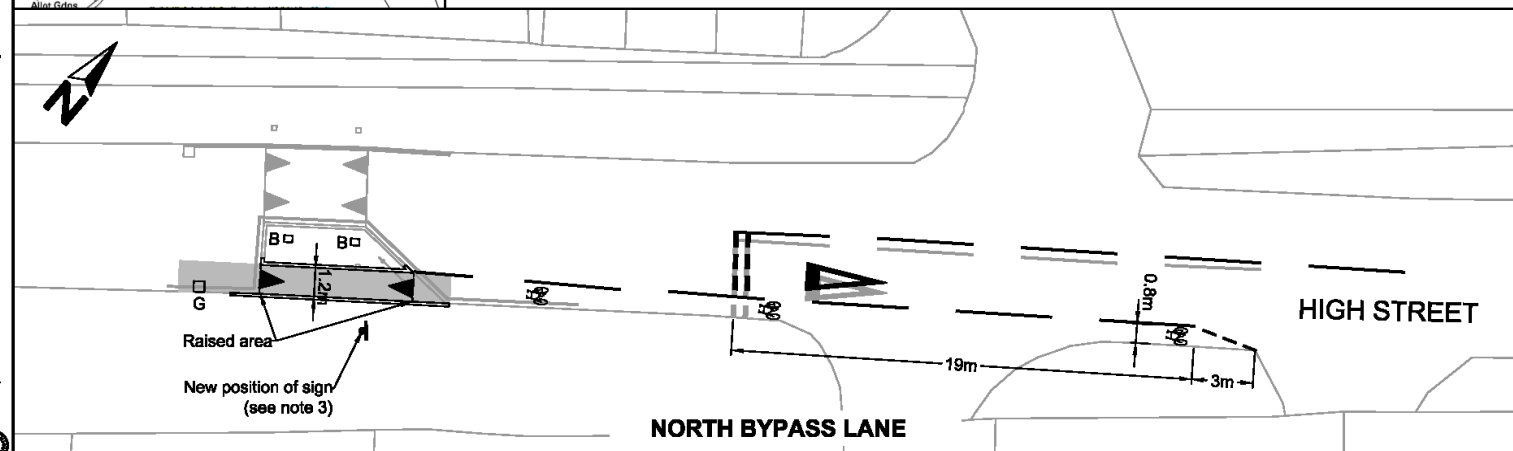 Allot Gdns
N
B
B
1.2m
G
Raised area
New position of sign
(see note 3)
0.8m
HIGH STREET
19m
3m
NORTH BYPASS LANE